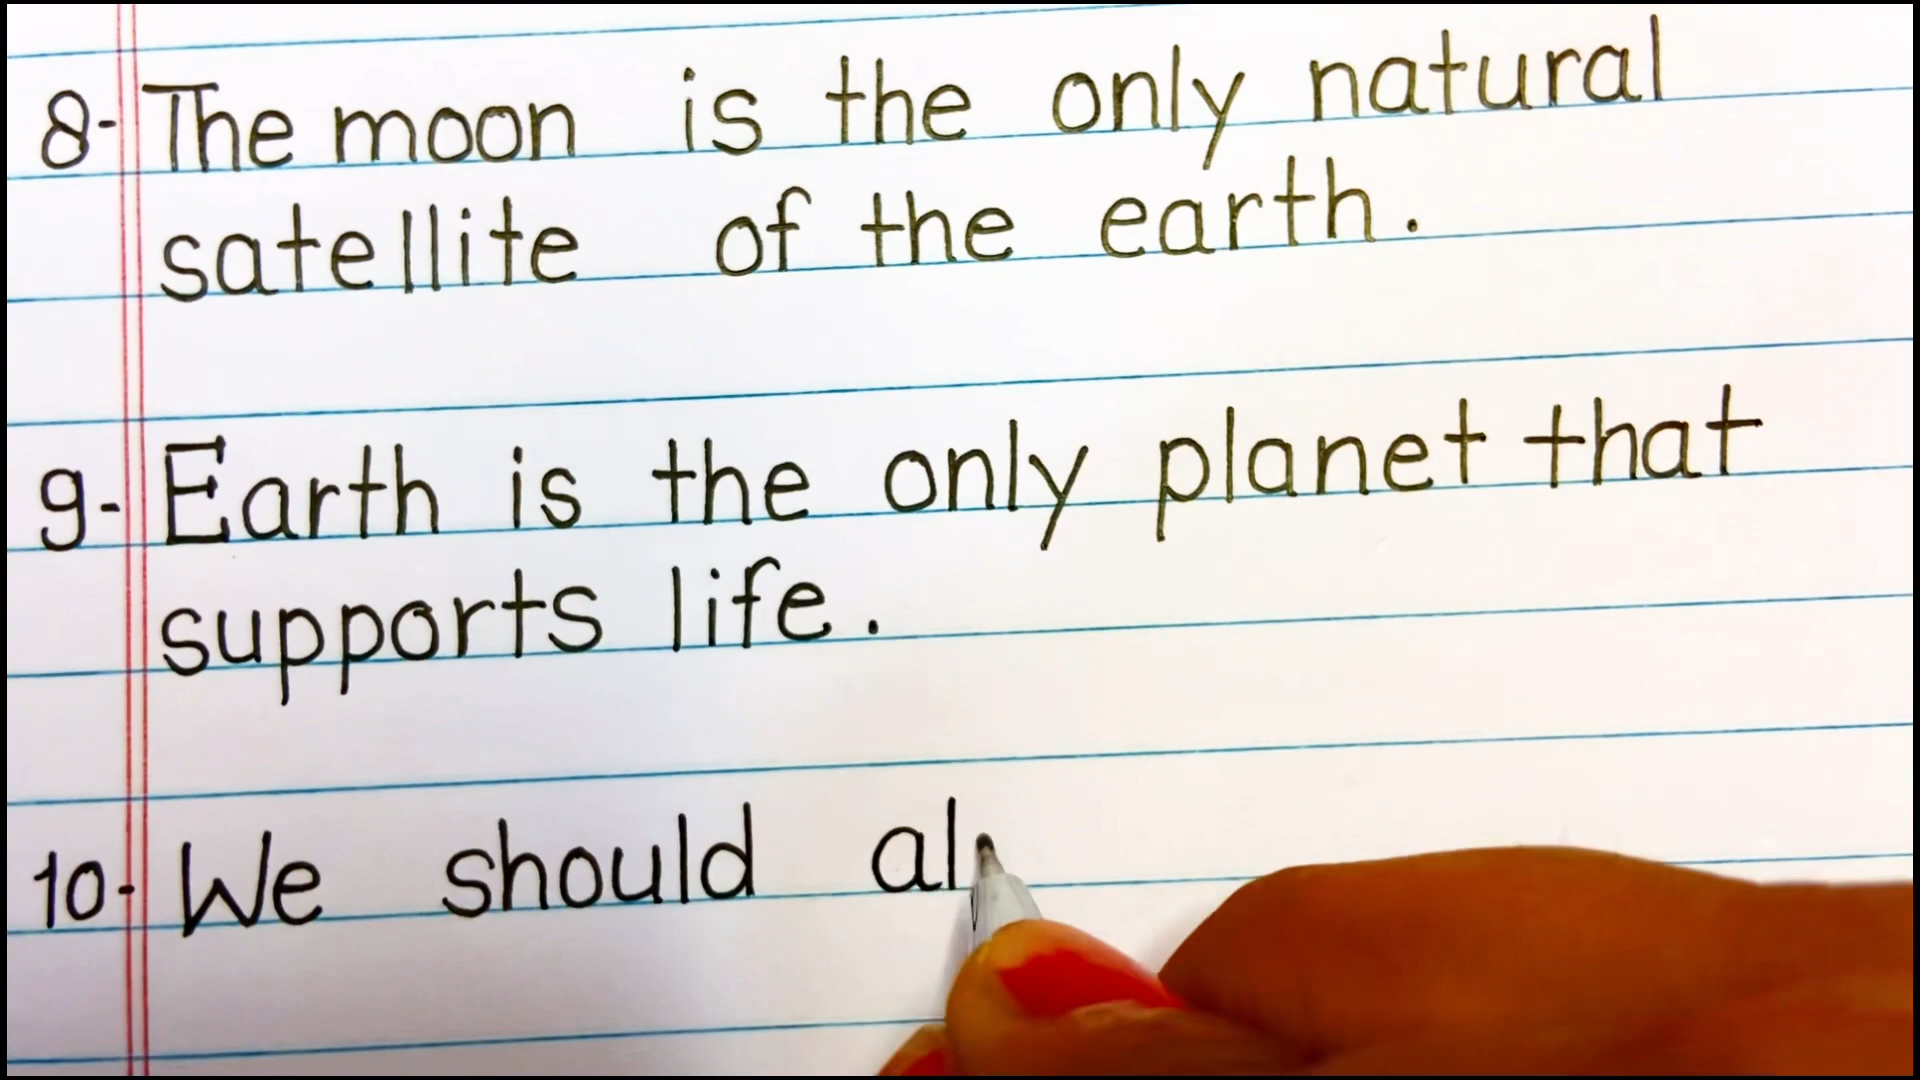 8- The moon is the only natural
satellite of the earth.
9- Earth is the only planet that
supports life.
10- We should al